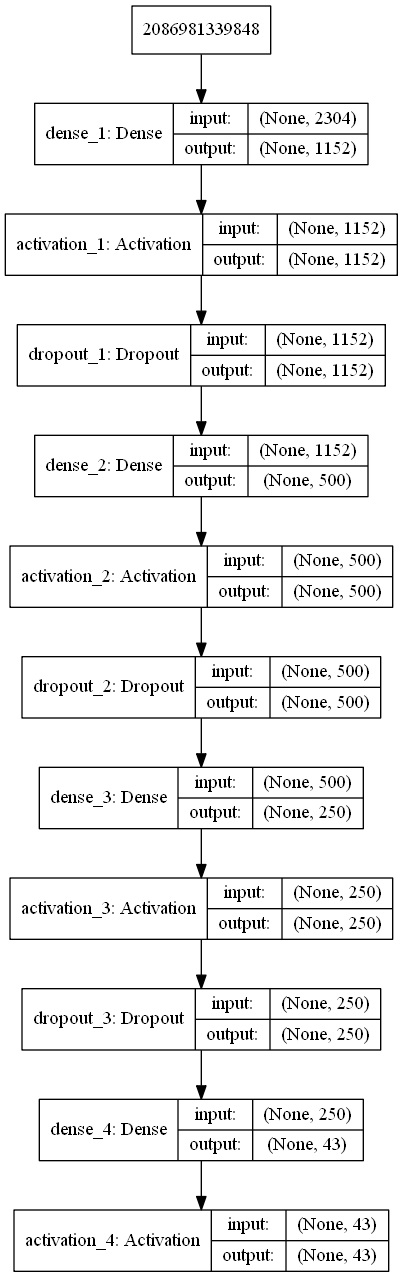 2086981339848
dense_1: Dense
input: (None, 2304)
output: (None, 1152)
activation_1: Activation
input: (None, 1152)
output: (None, 1152)
dropout_1: Dropout
input: (None, 1152)
output: (None, 1152)
dense_2: Dense
input: (None, 1152)
output: (None, 500)
activation_2: Activation
input: (None, 500)
output: (None, 500)
dropout_2: Dropout
input: (None, 500)
output: (None, 500)
dense_3: Dense
input: (None, 500)
output: (None, 250)
activation_3: Activation
input: (None, 250)
output: (None, 250)
dropout_3: Dropout
input: (None, 250)
output: (None, 250)
dense_4: Dense
input: (None, 250)
output: (None, 43)
activation_4: Activation
input: (None, 43)
output: (None, 43)